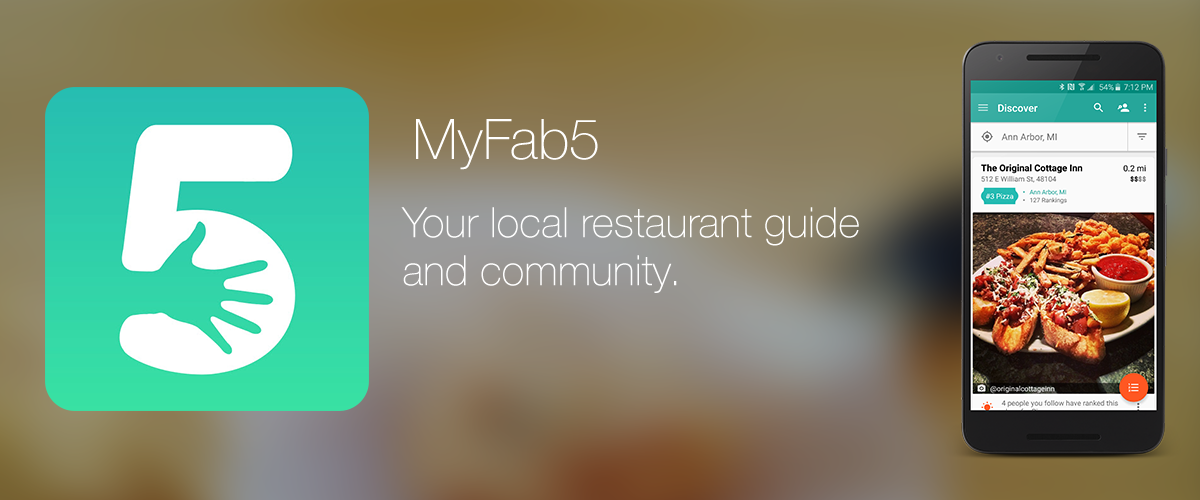 5
MyFab5
Your local restaurant guide
and community.
54% 7:12 PM
Discover
Ann Arbor, MI
The Original Cottage Inn 0.2 mi
512 E William St, 48104 $$$$
#3 Pizza • Ann Arbor, MI
• 127 Rankings
@originalcottageinn
4 people you follow have ranked this